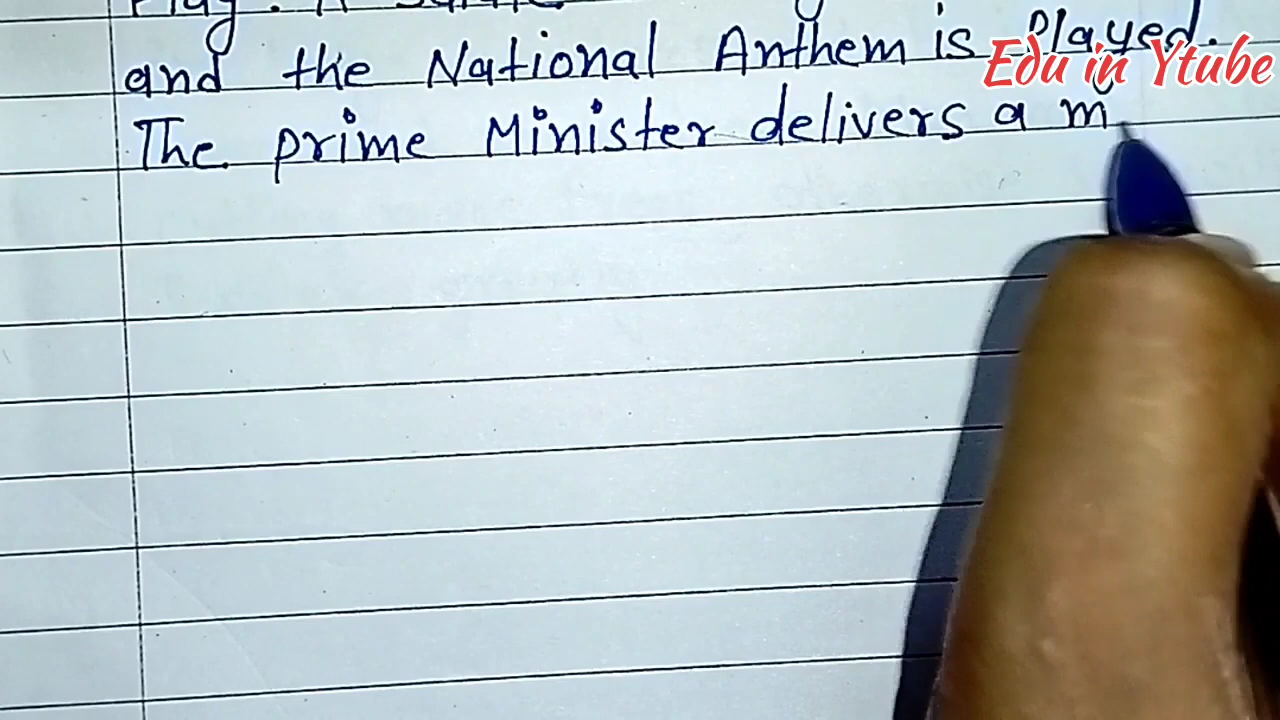 and the National Anthem is Played.
Edu in Ytube
The prime Minister delivers a m